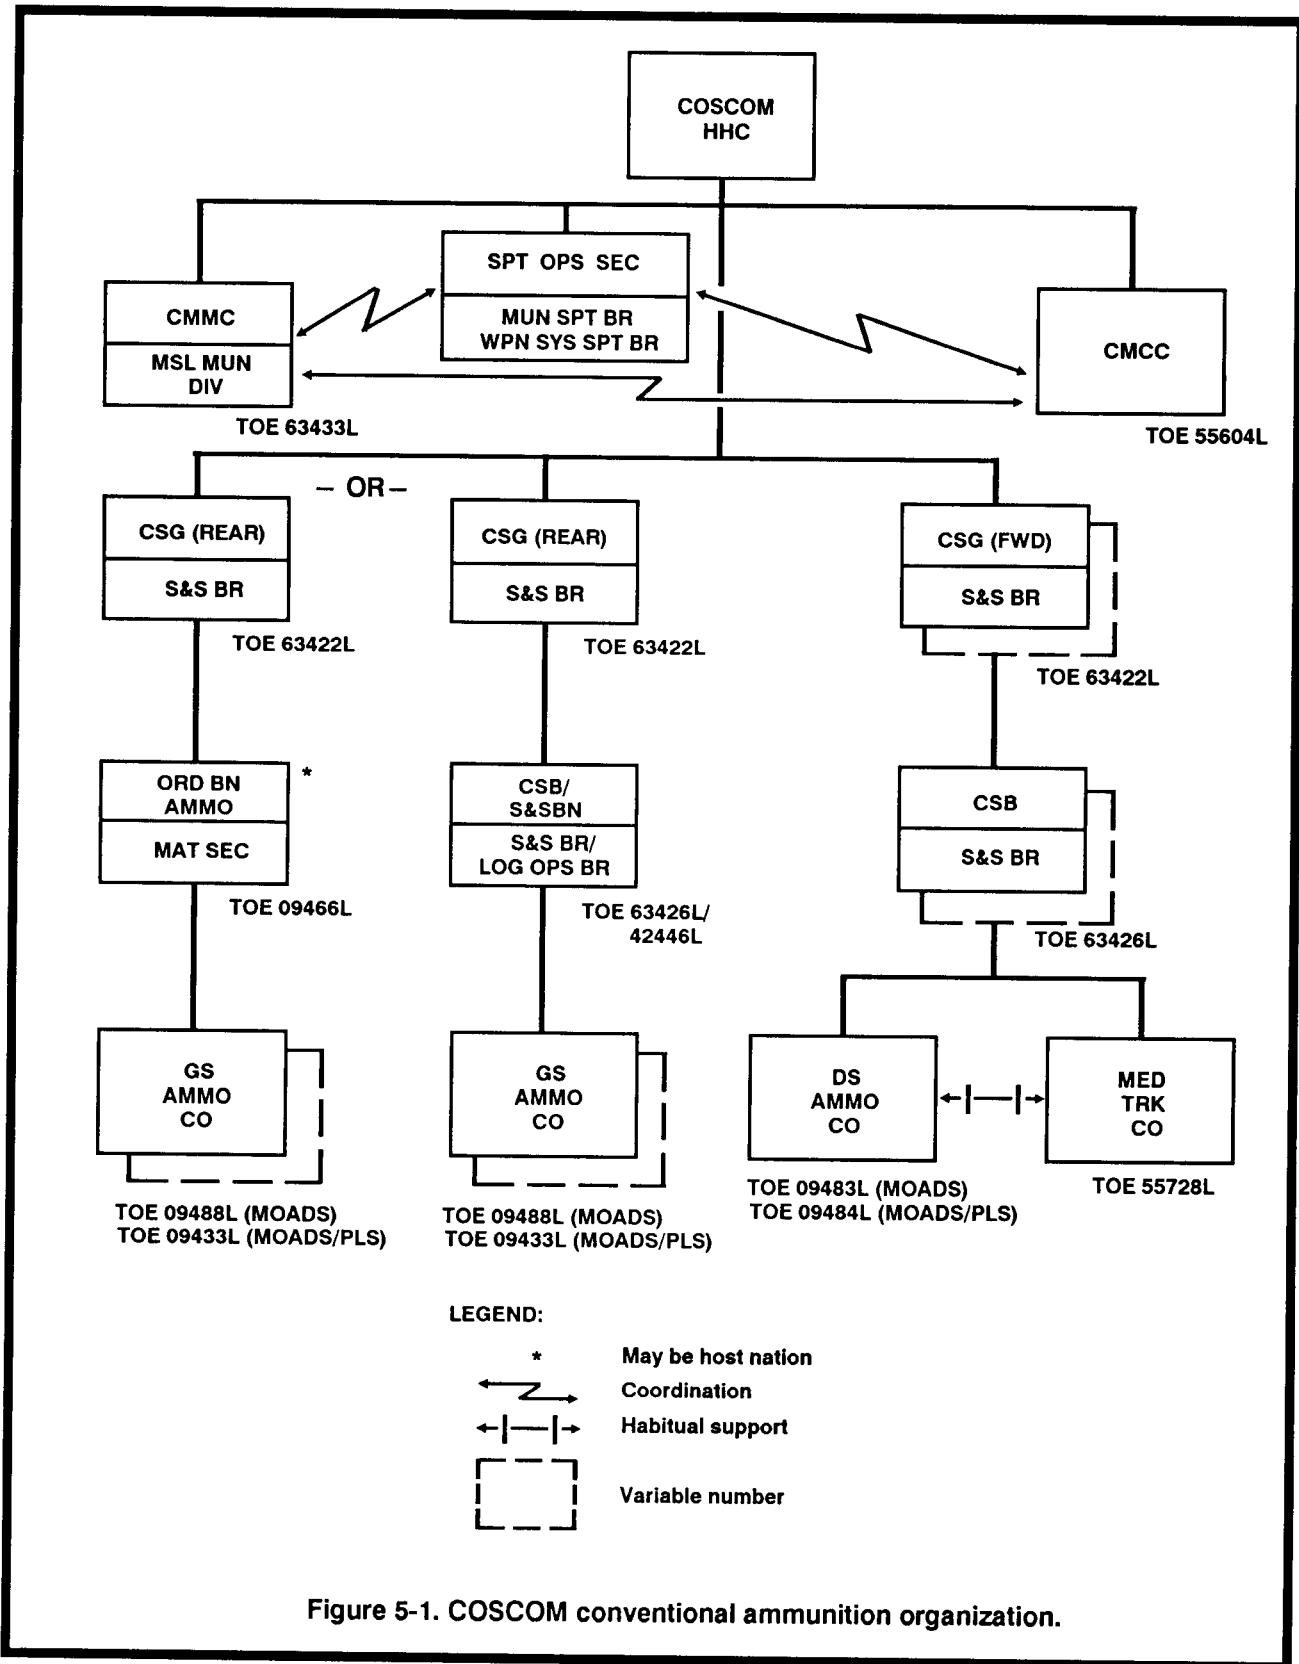 COSCOM
HHC
SPT OPS SEC
MUN SPT BR
WPN SYS SPT BR
CMMC
MSL MUN
DIV
TOE 63433L
CMCC
TOE 55604L
– OR –
CSG (REAR)
S&S BR
TOE 63422L
CSG (REAR)
S&S BR
TOE 63422L
CSG (FWD)
S&S BR
TOE 63422L
ORD BN
AMMO
*
MAT SEC
TOE 09466L
CSB/
S&SBN
S&S BR/
LOG OPS BR
TOE 63426L/
42446L
CSB
S&S BR
TOE 63426L
GS
AMMO
CO
TOE 09488L (MOADS)
TOE 09433L (MOADS/PLS)
GS
AMMO
CO
TOE 09488L (MOADS)
TOE 09433L (MOADS/PLS)
DS
AMMO
CO
TOE 09483L (MOADS)
TOE 09484L (MOADS/PLS)
MED
TRK
CO
TOE 55728L
LEGEND:
* May be host nation
Coordination
Habitual support
Variable number
Figure 5-1. COSCOM conventional ammunition organization.